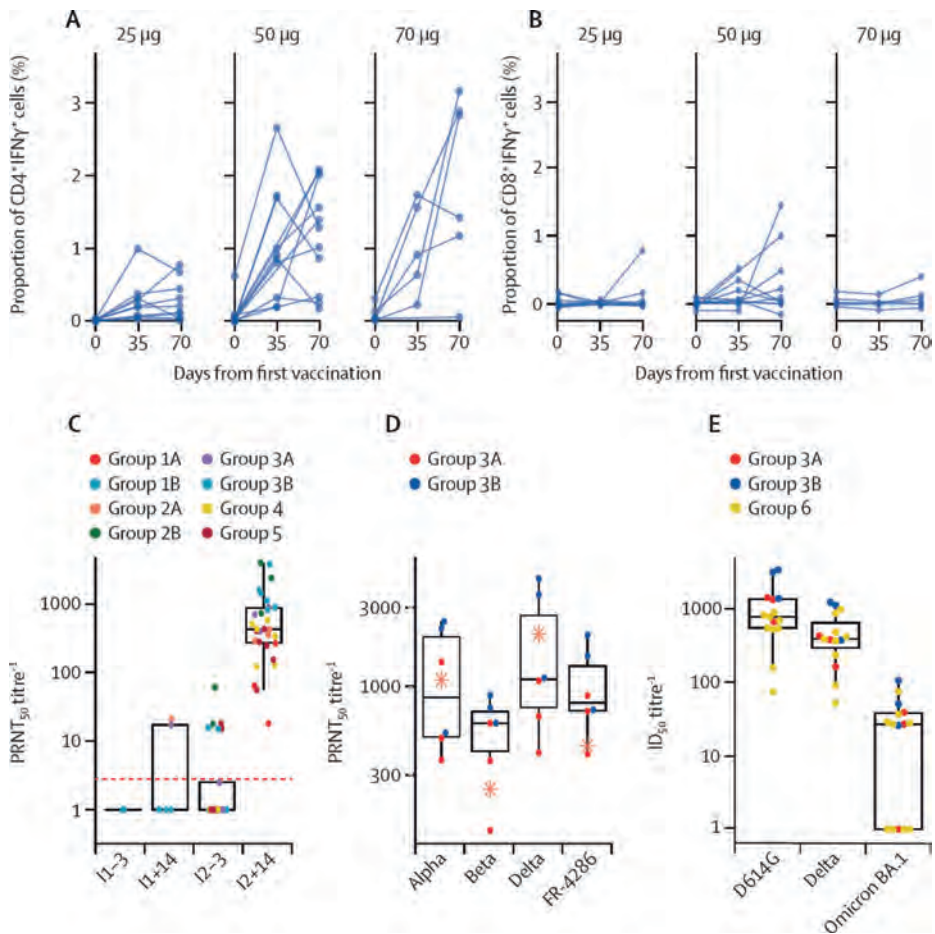 A
25 µg
50 µg
70 µg
Proportion of CD4⁺IFNγ⁺ cells (%)
3
2
1
0
0 35 70
0 35 70
0 35 70
Days from first vaccination
B
25 µg
50 µg
70 µg
Proportion of CD8⁺IFNγ⁺ cells (%)
3
2
1
0
0 35 70
0 35 70
0 35 70
Days from first vaccination
C
Group 1A
Group 1B
Group 2A
Group 2B
Group 3A
Group 3B
Group 4
Group 5
PRNT₅₀ titre⁻¹
1000
100
10
1
I1–3
I1+14
I2–3
I2+14
D
Group 3A
Group 3B
PRNT₅₀ titre⁻¹
3000
1000
300
Alpha
Beta
Delta
FR-4286
E
Group 3A
Group 3B
Group 6
ID₅₀ titre⁻¹
1000
100
10
1
D614G
Delta
Omicron BA.1